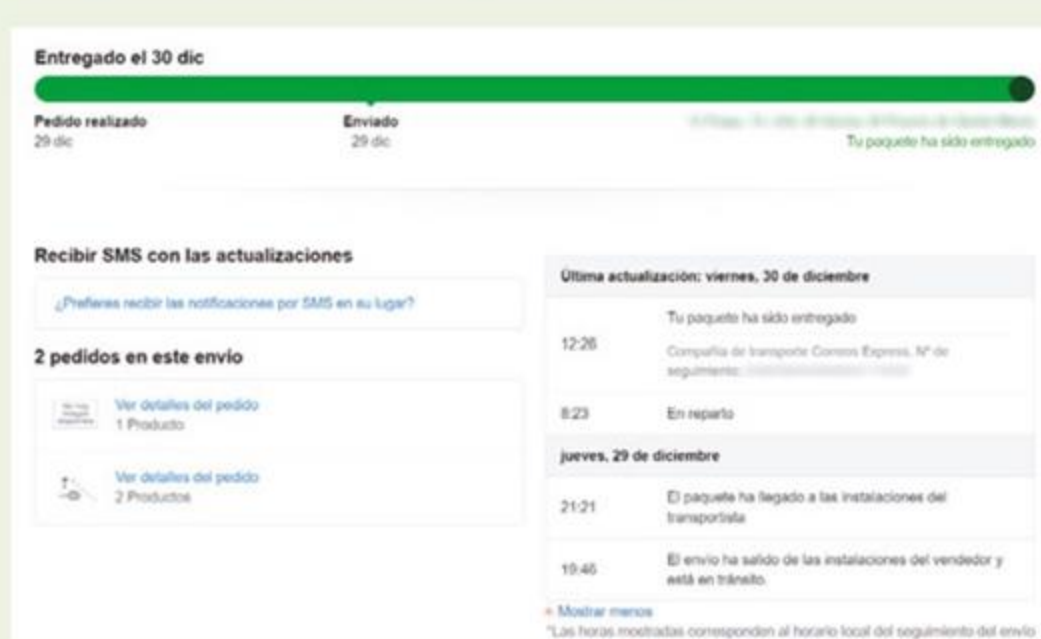 Entregado el 30 dic
Pedido realizado
29 dic
Enviado
29 dic
Tu paquete ha sido entregado
Recibir SMS con las actualizaciones
¿Prefieres recibir las notificaciones por SMS en su lugar?
2 pedidos en este envío
Ver detalles del pedido
1 Producto
Ver detalles del pedido
2 Productos
Última actualización: viernes, 30 de diciembre
12:26
Tu paquete ha sido entregado
Compañía de transporte Correos Express, Nº de
seguimiento:
8:23
En reparto
jueves, 29 de diciembre
21:21
El paquete ha llegado a las instalaciones del
transportista
19:46
El envío ha salido de las instalaciones del vendedor y
está en tránsito.
Mostrar menos
*Las horas mostradas corresponden al horario local del seguimiento del envío